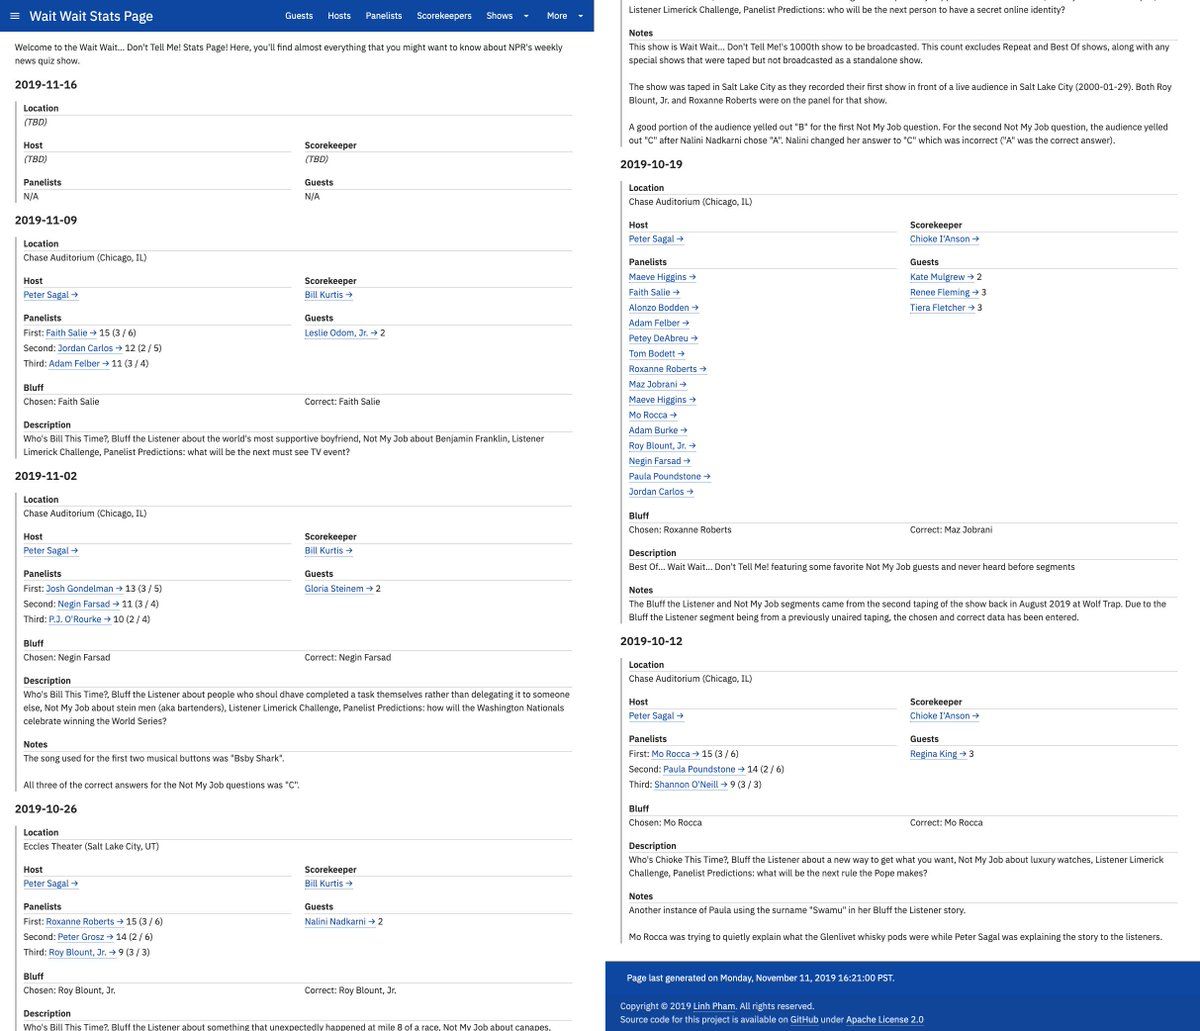 Wait Wait Stats Page
Guests Hosts Panelists Scorekeepers Shows More
Welcome to the Wait Wait... Don't Tell Me! Stats Page! Here, you'll find almost everything that you might want to know about NPR's weekly
news quiz show.
2019-11-16
Location
(TBD)
Host Scorekeeper
(TBD) (TBD)
Panelists Guests
N/A N/A
2019-11-09
Location
Chase Auditorium (Chicago, IL)
Host Scorekeeper
Peter Sagal → Bill Kurtis →
Panelists Guests
First: Faith Salie → 15 (3 / 6) Leslie Odom, Jr. → 2
Second: Jordan Carlos → 12 (2 / 5)
Third: Adam Felber → 11 (3 / 4)
Bluff
Chosen: Faith Salie Correct: Faith Salie
Description
Who's Bill This Time?, Bluff the Listener about the world's most supportive boyfriend, Not My Job about Benjamin Franklin, Listener
Limerick Challenge, Panelist Predictions: what will be the next must see TV event?
2019-11-02
Location
Chase Auditorium (Chicago, IL)
Host Scorekeeper
Peter Sagal → Bill Kurtis →
Panelists Guests
First: Josh Gondelman → 13 (3 / 5) Gloria Steinem → 2
Second: Negin Farsad → 11 (3 / 4)
Third: P.J. O'Rourke → 10 (2 / 4)
Bluff
Chosen: Negin Farsad Correct: Negin Farsad
Description
Who's Bill This Time?, Bluff the Listener about people who shoul dhave completed a task themselves rather than delegating it to someone
else, Not My Job about stein men (aka bartenders), Listener Limerick Challenge, Panelist Predictions: how will the Washington Nationals
celebrate winning the World Series?
Notes
The song used for the first two musical buttons was "Bsby Shark".
All three of the correct answers for the Not My Job questions was "C".
2019-10-26
Location
Eccles Theater (Salt Lake City, UT)
Host Scorekeeper
Peter Sagal → Bill Kurtis →
Panelists Guests
First: Roxanne Roberts → 15 (3 / 6) Nalini Nadkarni → 2
Second: Peter Grosz → 14 (2 / 6)
Third: Roy Blount, Jr. → 9 (3 / 3)
Bluff
Chosen: Roy Blount, Jr. Correct: Roy Blount, Jr.
Description
Who's Bill This Time?, Bluff the Listener about something that unexpectedly happened at mile 8 of a race, Not My Job about canapes,
Listener Limerick Challenge, Panelist Predictions: who will be the next person to have a secret online identity?
Notes
This show is Wait Wait... Don't Tell Me!'s 1000th show to be broadcasted. This count excludes Repeat and Best Of shows, along with any
special shows that were taped but not broadcasted as a standalone show.
The show was taped in Salt Lake City as they recorded their first show in front of a live audience in Salt Lake City (2000-01-29). Both Roy
Blount, Jr. and Roxanne Roberts were on the panel for that show.
A good portion of the audience yelled out "B" for the first Not My Job question. For the second Not My Job question, the audience yelled
out "C" after Nalini Nadkarni chose "A". Nalini changed her answer to "C" which was incorrect ("A" was the correct answer).
2019-10-19
Location
Chase Auditorium (Chicago, IL)
Host Scorekeeper
Peter Sagal → Chioke I'Anson →
Panelists Guests
Maeve Higgins → Kate Mulgrew → 2
Faith Salie → Renee Fleming → 3
Alonzo Bodden → Tiera Fletcher → 3
Adam Felber →
Petey DeAbreu →
Tom Bodett →
Roxanne Roberts →
Maz Jobrani →
Maeve Higgins →
Mo Rocca →
Adam Burke →
Roy Blount, Jr. →
Negin Farsad →
Paula Poundstone →
Jordan Carlos →
Bluff
Chosen: Roxanne Roberts Correct: Maz Jobrani
Description
Best Of... Wait Wait... Don't Tell Me! featuring some favorite Not My Job guests and never heard before segments
Notes
The Bluff the Listener and Not My Job segments came from the second taping of the show back in August 2019 at Wolf Trap. Due to the
Bluff the Listener segment being from a previously unaired taping, the chosen and correct data has been entered.
2019-10-12
Location
Chase Auditorium (Chicago, IL)
Host Scorekeeper
Peter Sagal → Chioke I'Anson →
Panelists Guests
First: Mo Rocca → 15 (3 / 6) Regina King → 3
Second: Paula Poundstone → 14 (2 / 6)
Third: Shannon O'Neill → 9 (3 / 3)
Bluff
Chosen: Mo Rocca Correct: Mo Rocca
Description
Who's Chioke This Time?, Bluff the Listener about a new way to get what you want, Not My Job about luxury watches, Listener Limerick
Challenge, Panelist Predictions: what will be the next rule the Pope makes?
Notes
Another instance of Paula using the surname "Swamu" in her Bluff the Listener story.
Mo Rocca was trying to quietly explain what the Glenlivet whisky pods were while Peter Sagal was explaining the story to the listeners.
Page last generated on Monday, November 11, 2019 16:21:00 PST.
Copyright © 2019 Linh Pham. All rights reserved.
Source code for this project is available on GitHub under Apache License 2.0